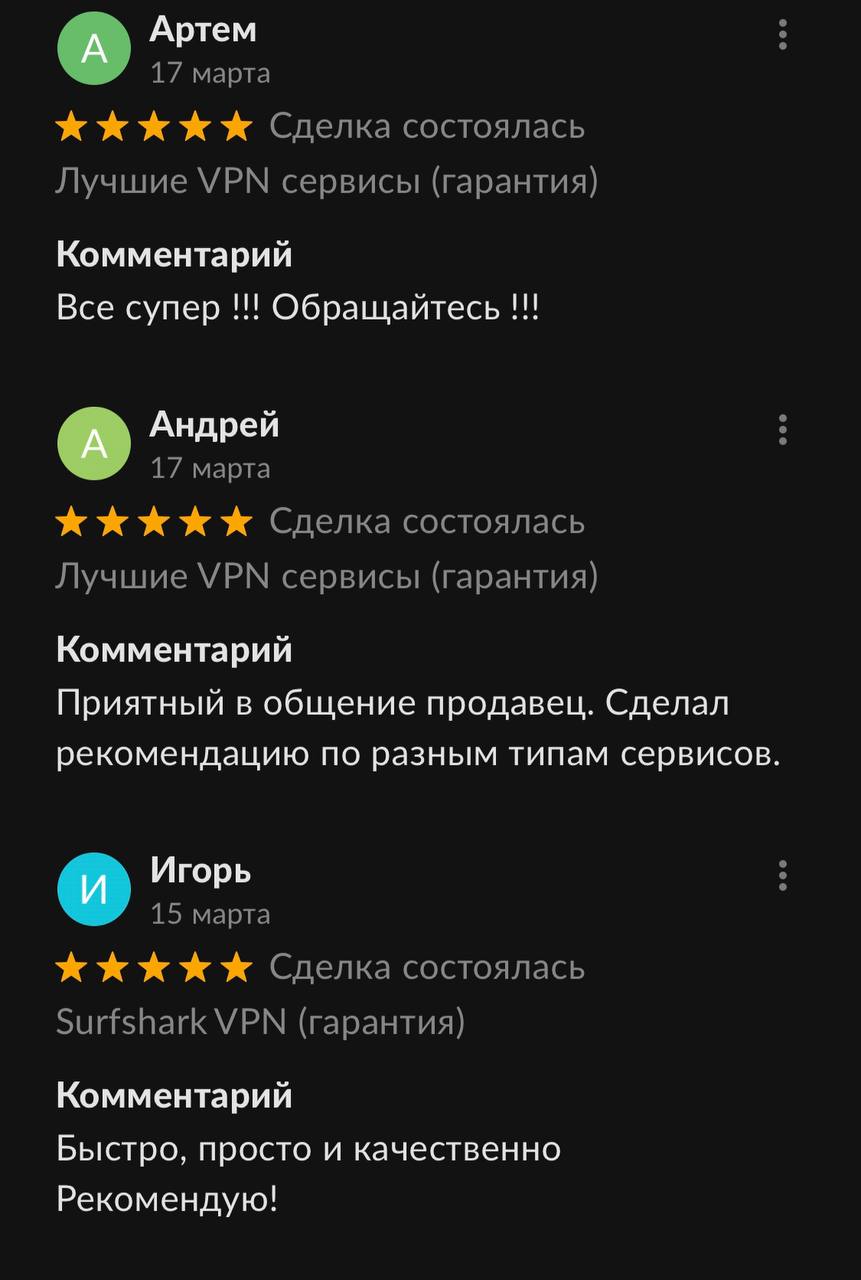 А
Артем
17 марта
Сделка состоялась
Лучшие VPN сервисы (гарантия)
Комментарий
Все супер !!! Обращайтесь !!!
А
Андрей
17 марта
Сделка состоялась
Лучшие VPN сервисы (гарантия)
Комментарий
Приятный в общение продавец. Сделал
рекомендацию по разным типам сервисов.
И
Игорь
15 марта
Сделка состоялась
Surfshark VPN (гарантия)
Комментарий
Быстро, просто и качественно
Рекомендую!